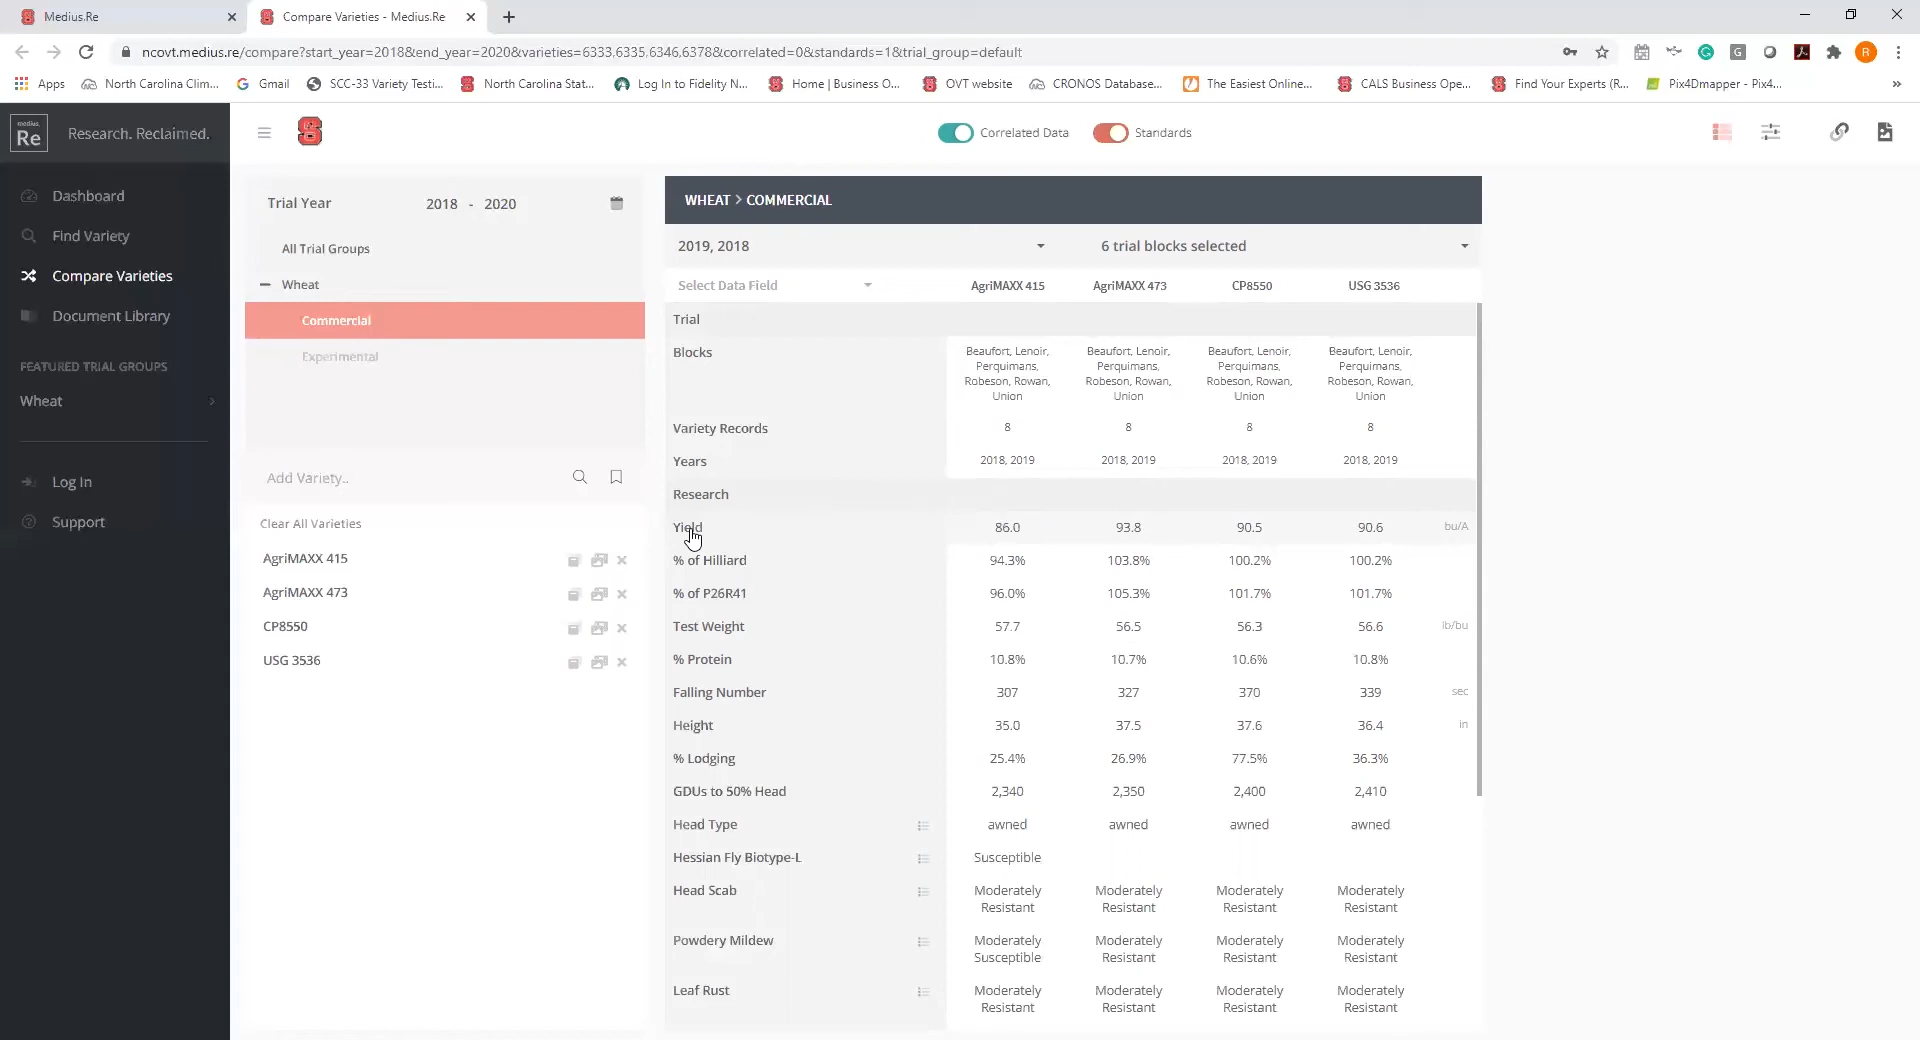 Medius.Re
Compare Varieties - Medius.Re
ncovt.medius.re/compare?start_year=2018&end_year=2020&varieties=6333,6335,6346,6378&correlated=0&standards=1&trial_group=default
Apps
North Carolina Clim...
Gmail
SCC-33 Variety Testi...
North Carolina Stat...
Log In to Fidelity N...
Home | Business O...
OVT website
CRONOS Database...
The Easiest Online...
CALS Business Ope...
Find Your Experts (R...
Pix4Dmapper - Pix4...
»
medius.
Re
Research. Reclaimed.
Correlated Data
Standards
Dashboard
Find Variety
Compare Varieties
Document Library
FEATURED TRIAL GROUPS
Wheat
Log In
Support
Trial Year 2018 - 2020
All Trial Groups
Wheat
Commercial
Experimental
Add Variety..
Clear All Varieties
AgriMAXX 415
AgriMAXX 473
CP8550
USG 3536
WHEAT > COMMERCIAL
2019, 2018 6 trial blocks selected
Select Data Field AgriMAXX 415 AgriMAXX 473 CP8550 USG 3536
Trial
Blocks Beaufort, Lenoir, Beaufort, Lenoir, Beaufort, Lenoir, Beaufort, Lenoir,
Perquimans, Perquimans, Perquimans, Perquimans,
Robeson, Rowan, Robeson, Rowan, Robeson, Rowan, Robeson, Rowan,
Union Union Union Union
Variety Records 8 8 8 8
Years 2018, 2019 2018, 2019 2018, 2019 2018, 2019
Research
Yield 86.0 93.8 90.5 90.6 bu/A
% of Hilliard 94.3% 103.8% 100.2% 100.2%
% of P26R41 96.0% 105.3% 101.7% 101.7%
Test Weight 57.7 56.5 56.3 56.6 lb/bu
% Protein 10.8% 10.7% 10.6% 10.8%
Falling Number 307 327 370 339 sec
Height 35.0 37.5 37.6 36.4 in
% Lodging 25.4% 26.9% 77.5% 36.3%
GDUs to 50% Head 2,340 2,350 2,400 2,410
Head Type awned awned awned awned
Hessian Fly Biotype-L Susceptible
Head Scab Moderately Moderately Moderately Moderately
Resistant Resistant Resistant Resistant
Powdery Mildew Moderately Moderately Moderately Moderately
Susceptible Resistant Resistant Resistant
Leaf Rust Moderately Moderately Moderately Moderately
Resistant Resistant Resistant Resistant